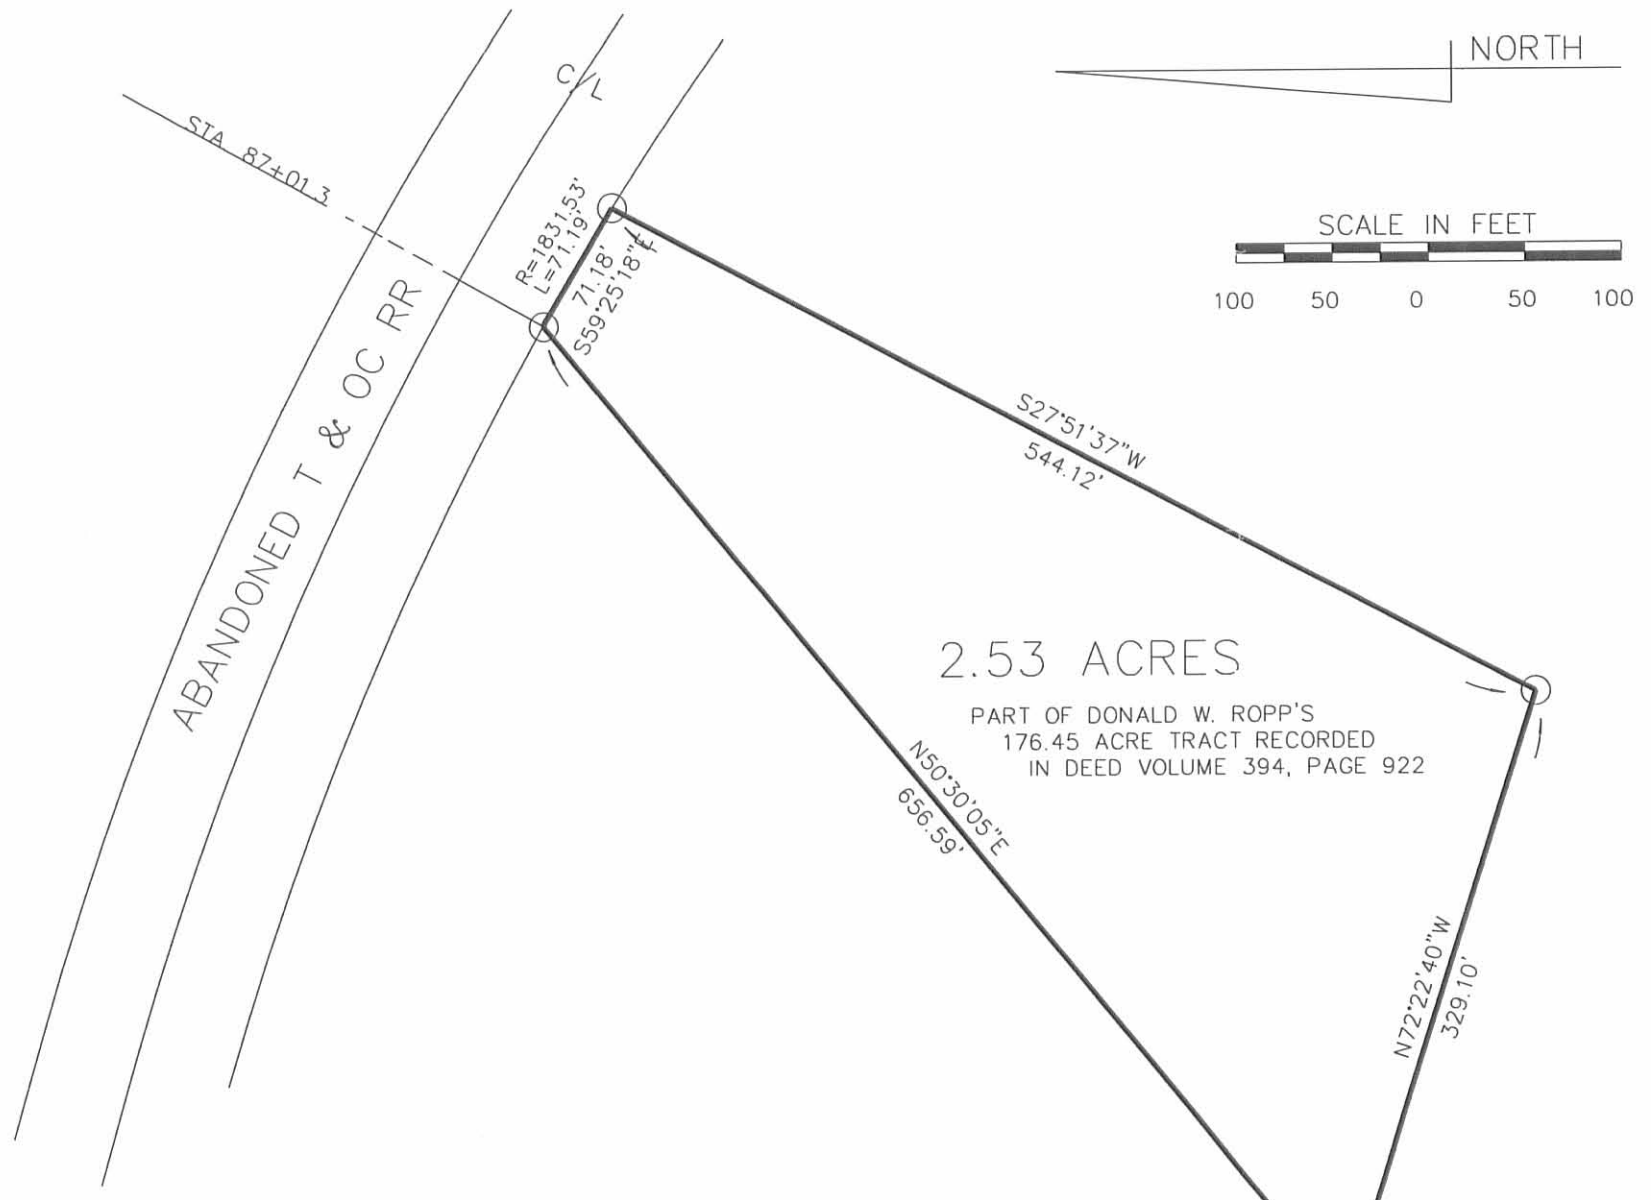 NORTH
C/L
STA 87+01.3
SCALE IN FEET
100 50 0 50 100
R=1831.53'
L=71.19'
71.18'
S59°25'18"E
ABANDONED T & OC RR
S27°51'37"W
544.12'
2.53 ACRES
PART OF DONALD W. ROPP'S
176.45 ACRE TRACT RECORDED
IN DEED VOLUME 394, PAGE 922
N50°30'05"E
656.59'
N72°22'40"W
329.10'